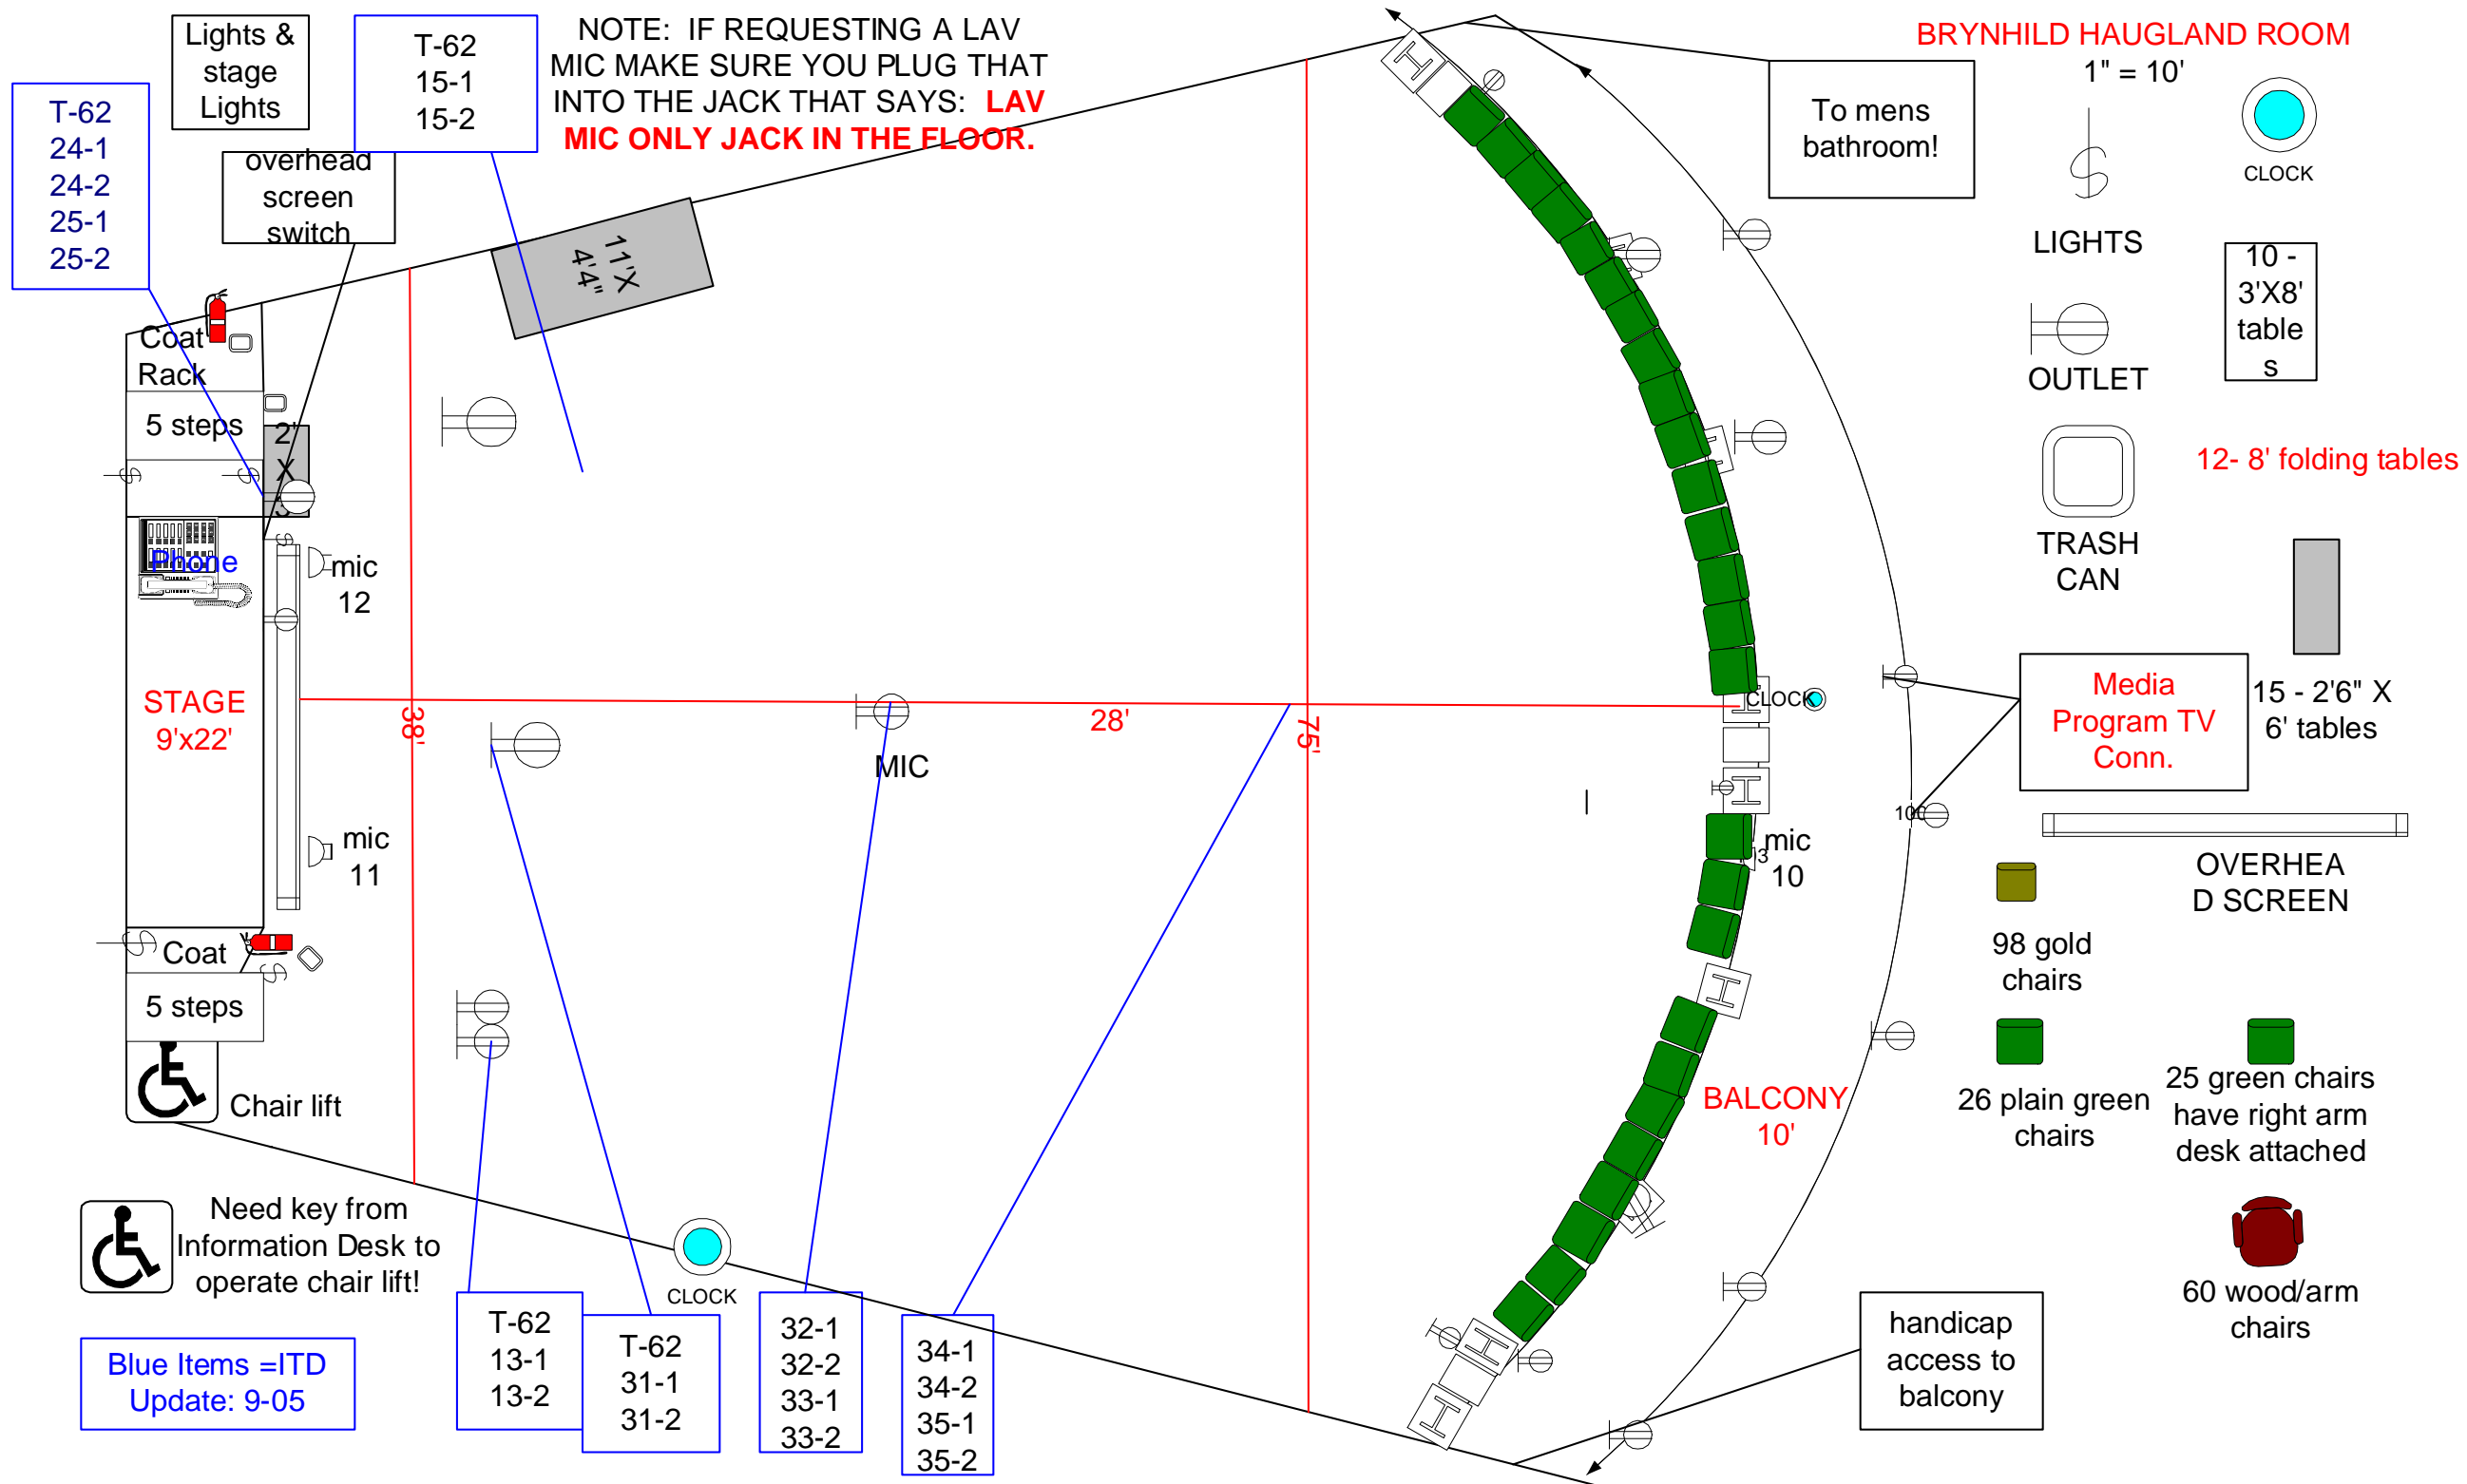 Lights &
stage
Lights
T-62
15-1
15-2
NOTE: IF REQUESTING A LAV
MIC MAKE SURE YOU PLUG THAT
INTO THE JACK THAT SAYS: LAV
MIC ONLY JACK IN THE FLOOR.
T-62
24-1
24-2
25-1
25-2
overhead
screen
switch
To mens
bathroom!
BRYNHILD HAUGLAND ROOM
1" = 10'
CLOCK
LIGHTS
10 -
3'X8'
table
s
OUTLET
12- 8' folding tables
TRASH
CAN
15 - 2'6" X
6' tables
Media
Program TV
Conn.
OVERHEA
D SCREEN
98 gold
chairs
26 plain green
chairs
25 green chairs
have right arm
desk attached
60 wood/arm
chairs
11'X
4'4"
Coat
Rack
5 steps
2'
X
Phone
mic
12
STAGE
9'x22'
38'
MIC
28'
75'
CLOCK
mic
11
mic
10
3
Coat
5 steps
Chair lift
BALCONY
10'
Need key from
Information Desk to
operate chair lift!
CLOCK
Blue Items =ITD
Update: 9-05
T-62
13-1
13-2
T-62
31-1
31-2
32-1
32-2
33-1
33-2
34-1
34-2
35-1
35-2
handicap
access to
balcony